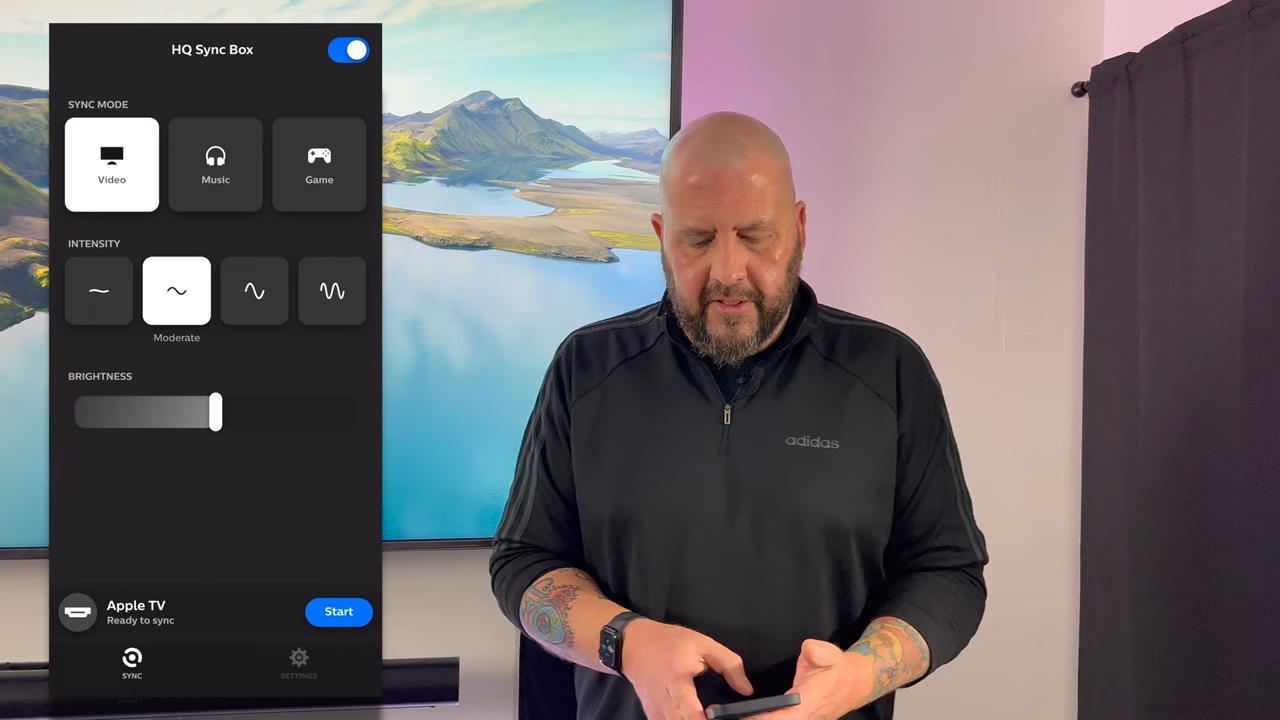 HQ Sync Box
SYNC MODE
Video
Music
Game
INTENSITY
Moderate
BRIGHTNESS
Apple TV
Ready to sync
Start
SYNC
SETTINGS
adidas